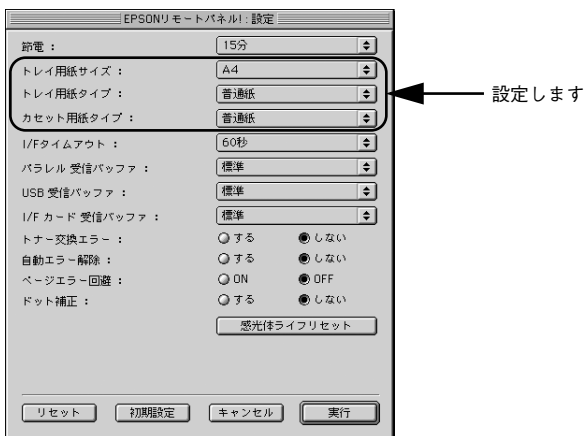 EPSONリモートパネル! : 設定
節電 : 15分
トレイ用紙サイズ : A4
トレイ用紙タイプ : 普通紙
カセット用紙タイプ : 普通紙
設定します
I/Fタイムアウト : 60秒
パラレル 受信バッファ : 標準
USB 受信バッファ : 標準
I/F カード 受信バッファ : 標準
トナー交換エラー : する しない
自動エラー解除 : する しない
ページエラー回避 : ON OFF
ドット補正 : する しない
感光体ライフリセット
リセット 初期設定 キャンセル 実行